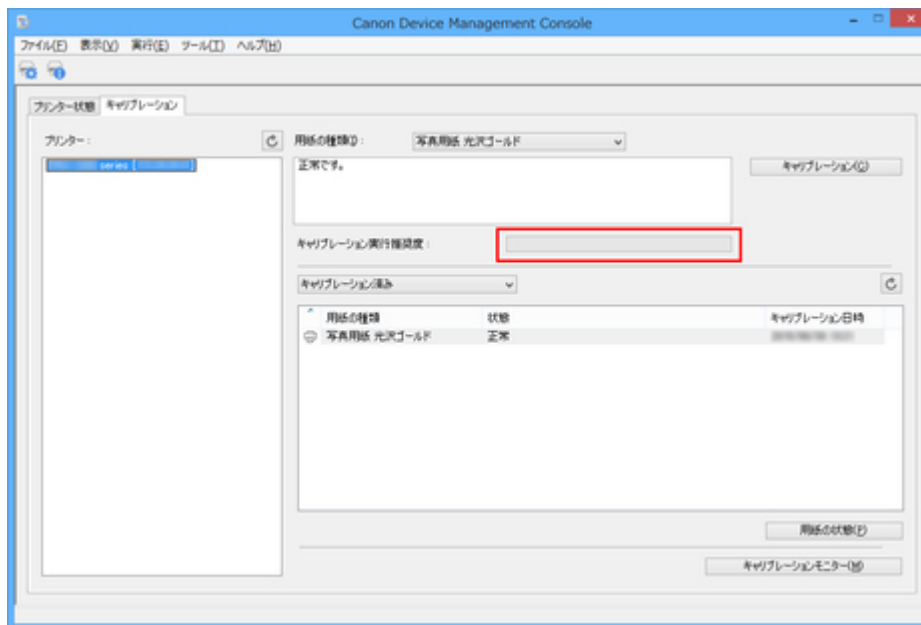 Canon Device Management Console
ファイル(F) 表示(V) 実行(E) ツール(T) ヘルプ(H)
プリンター状態 キャリブレーション
プリンター: 用紙の種類(I): 写真用紙 光沢ゴールド
series [
正常です。 キャリブレーション(C)
キャリブレーション実行推奨度:
キャリブレーション済み
用紙の種類 状態 キャリブレーション日時
写真用紙 光沢ゴールド 正常
用紙の状態(P)
キャリブレーションモニター(M)